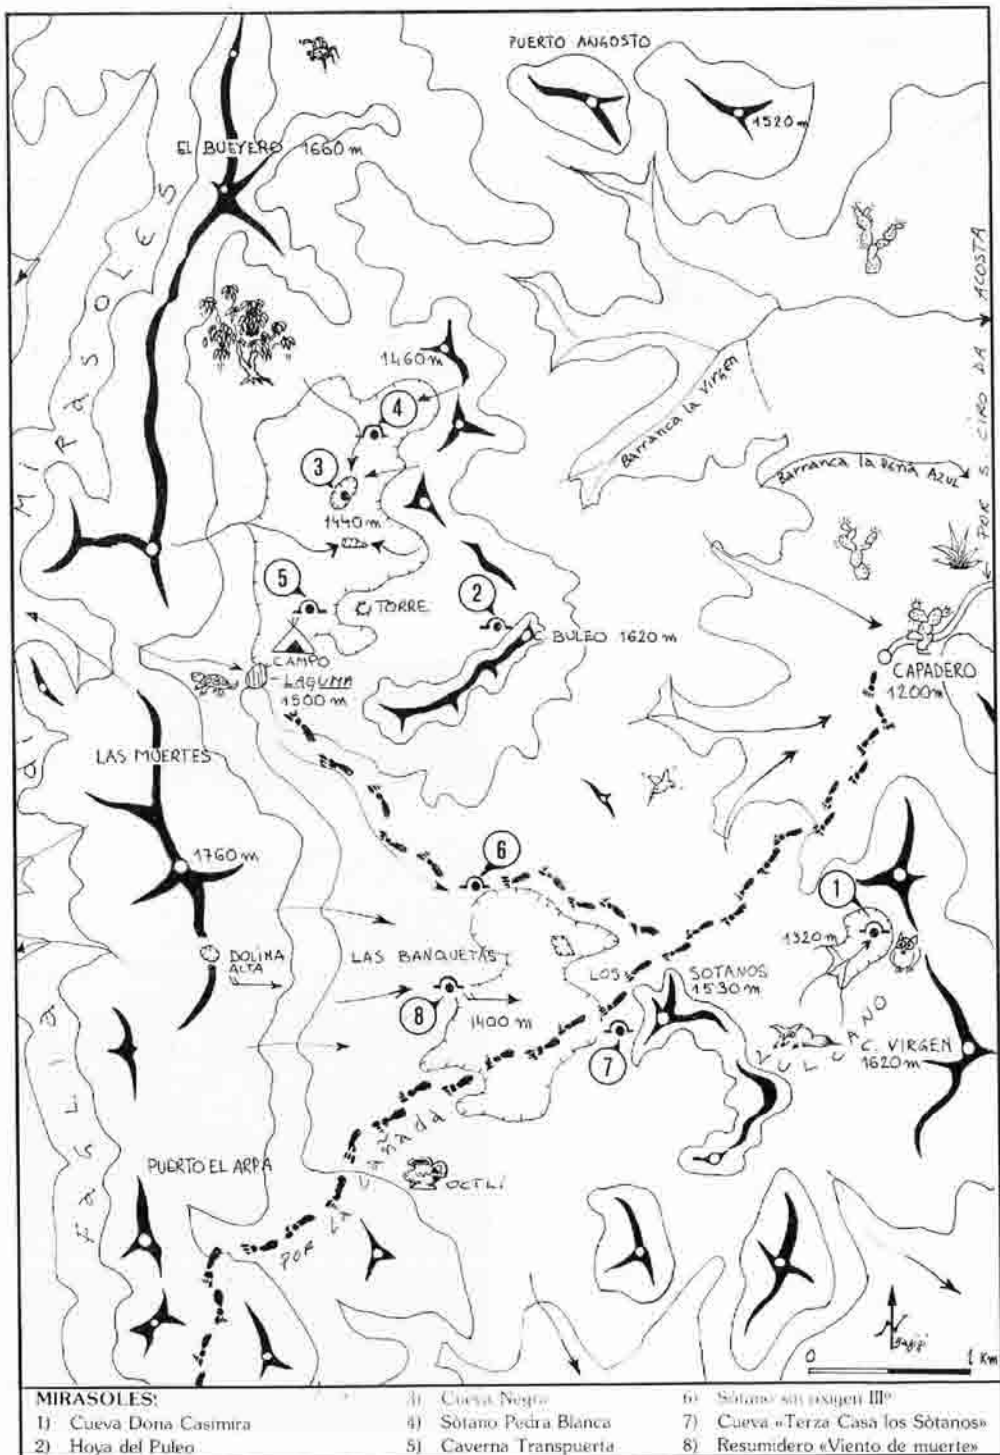 PUERTO ANGOSTO
1520 m
EL BUEYERO 1660 m
MIRASOLES
1460 m
4
3
1440 m
Barranca la Virgen
Barranca la Peña AZUL
POR S. CIRO DA ACOSTA
5
C. TORRE
2
C. BULEO 1620 m
CAMPO
LAGUNA
1500 m
CAPADERO
1200 m
LAS MUERTES
1760 m
6
1
1320 m
DOLINA
ALTA
LAS BANQUETAS
LOS SOTANOS
1530 m
8
1400 m
7
VULCANO
C. VIRGEN
1620 m
PUERTO EL ARPA
OCTLI
POR LA CAÑADA
N
0 1 Km
MIRASOLES:
1) Cueva Dona Casimira
2) Hoya del Puleo
3) Cueva Negra
4) Sòtano Pedra Blanca
5) Caverna Transpuerta
6) Sòtano sin oxigen IIIº
7) Cueva «Terza Casa los Sòtanos»
8) Resumidero «Viento de muerte»